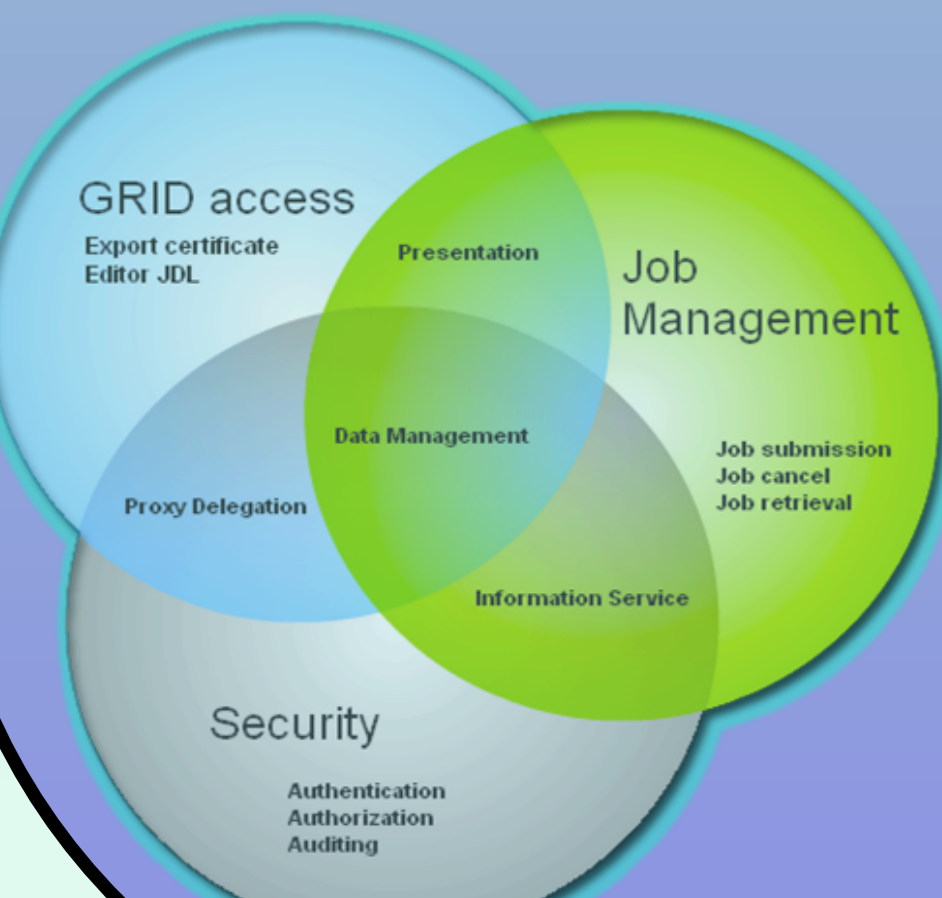 GRID access
Export certificate
Editor JDL
Presentation
Job
Management
Data Management
Job submission
Job cancel
Job retrieval
Proxy Delegation
Information Service
Security
Authentication
Authorization
Auditing